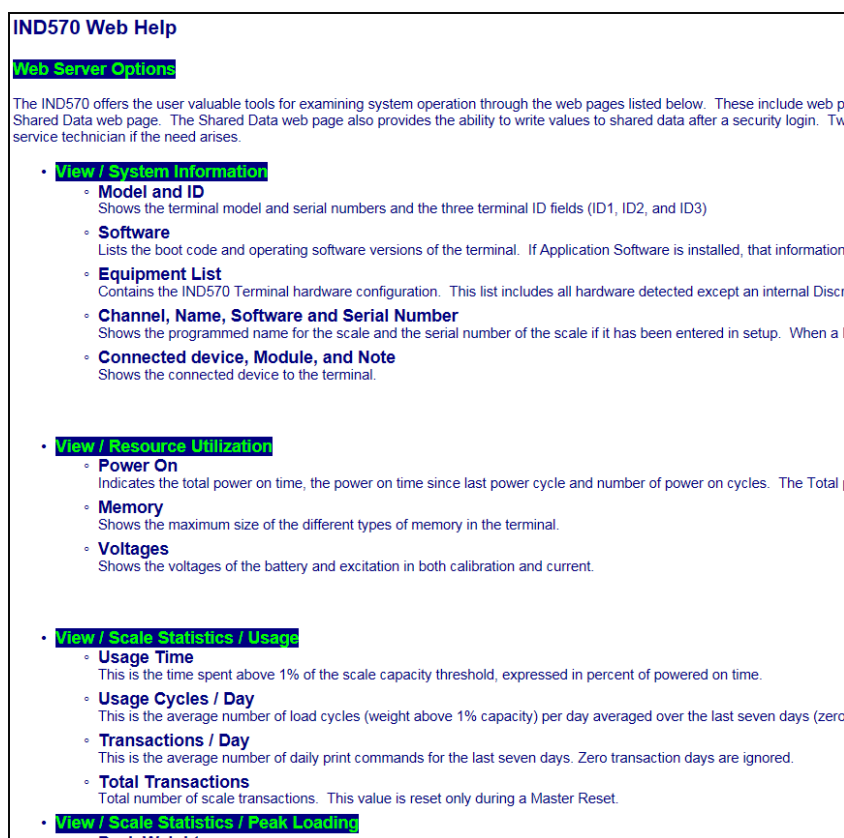 IND570 Web Help
Web Server Options
The IND570 offers the user valuable tools for examining system operation through the web pages listed below. These include web p
Shared Data web page. The Shared Data web page also provides the ability to write values to shared data after a security login. Tw
service technician if the need arises.
• View / System Information
◦ Model and ID
Shows the terminal model and serial numbers and the three terminal ID fields (ID1, ID2, and ID3)
◦ Software
Lists the boot code and operating software versions of the terminal. If Application Software is installed, that information
◦ Equipment List
Contains the IND570 Terminal hardware configuration. This list includes all hardware detected except an internal Discr
◦ Channel, Name, Software and Serial Number
Shows the programmed name for the scale and the serial number of the scale if it has been entered in setup. When a
◦ Connected device, Module, and Note
Shows the connected device to the terminal.
• View / Resource Utilization
◦ Power On
Indicates the total power on time, the power on time since last power cycle and number of power on cycles. The Total
◦ Memory
Shows the maximum size of the different types of memory in the terminal.
◦ Voltages
Shows the voltages of the battery and excitation in both calibration and current.
• View / Scale Statistics / Usage
◦ Usage Time
This is the time spent above 1% of the scale capacity threshold, expressed in percent of powered on time.
◦ Usage Cycles / Day
This is the average number of load cycles (weight above 1% capacity) per day averaged over the last seven days (zero
◦ Transactions / Day
This is the average number of daily print commands for the last seven days. Zero transaction days are ignored.
◦ Total Transactions
Total number of scale transactions. This value is reset only during a Master Reset.
• View / Scale Statistics / Peak Loading